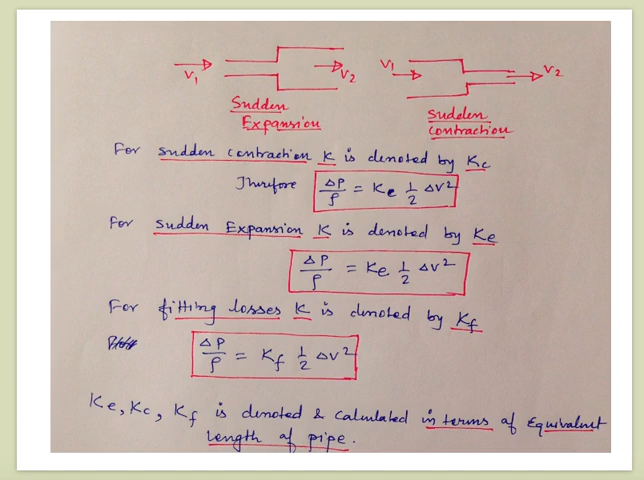 V₁ V₂ V₁ V₂
Sudden Expansion
Sudden contraction
For sudden contraction K is denoted by Kc
Therefore ΔP/ρ = Ke 1/2 ΔV²
For Sudden Expansion K is denoted by Ke
ΔP/ρ = Ke 1/2 ΔV²
For fitting losses K is denoted by Kf
ΔP/ρ = Kf 1/2 ΔV²
Ke, Kc, Kf is denoted & calculated in terms of Equivalent
length of pipe.